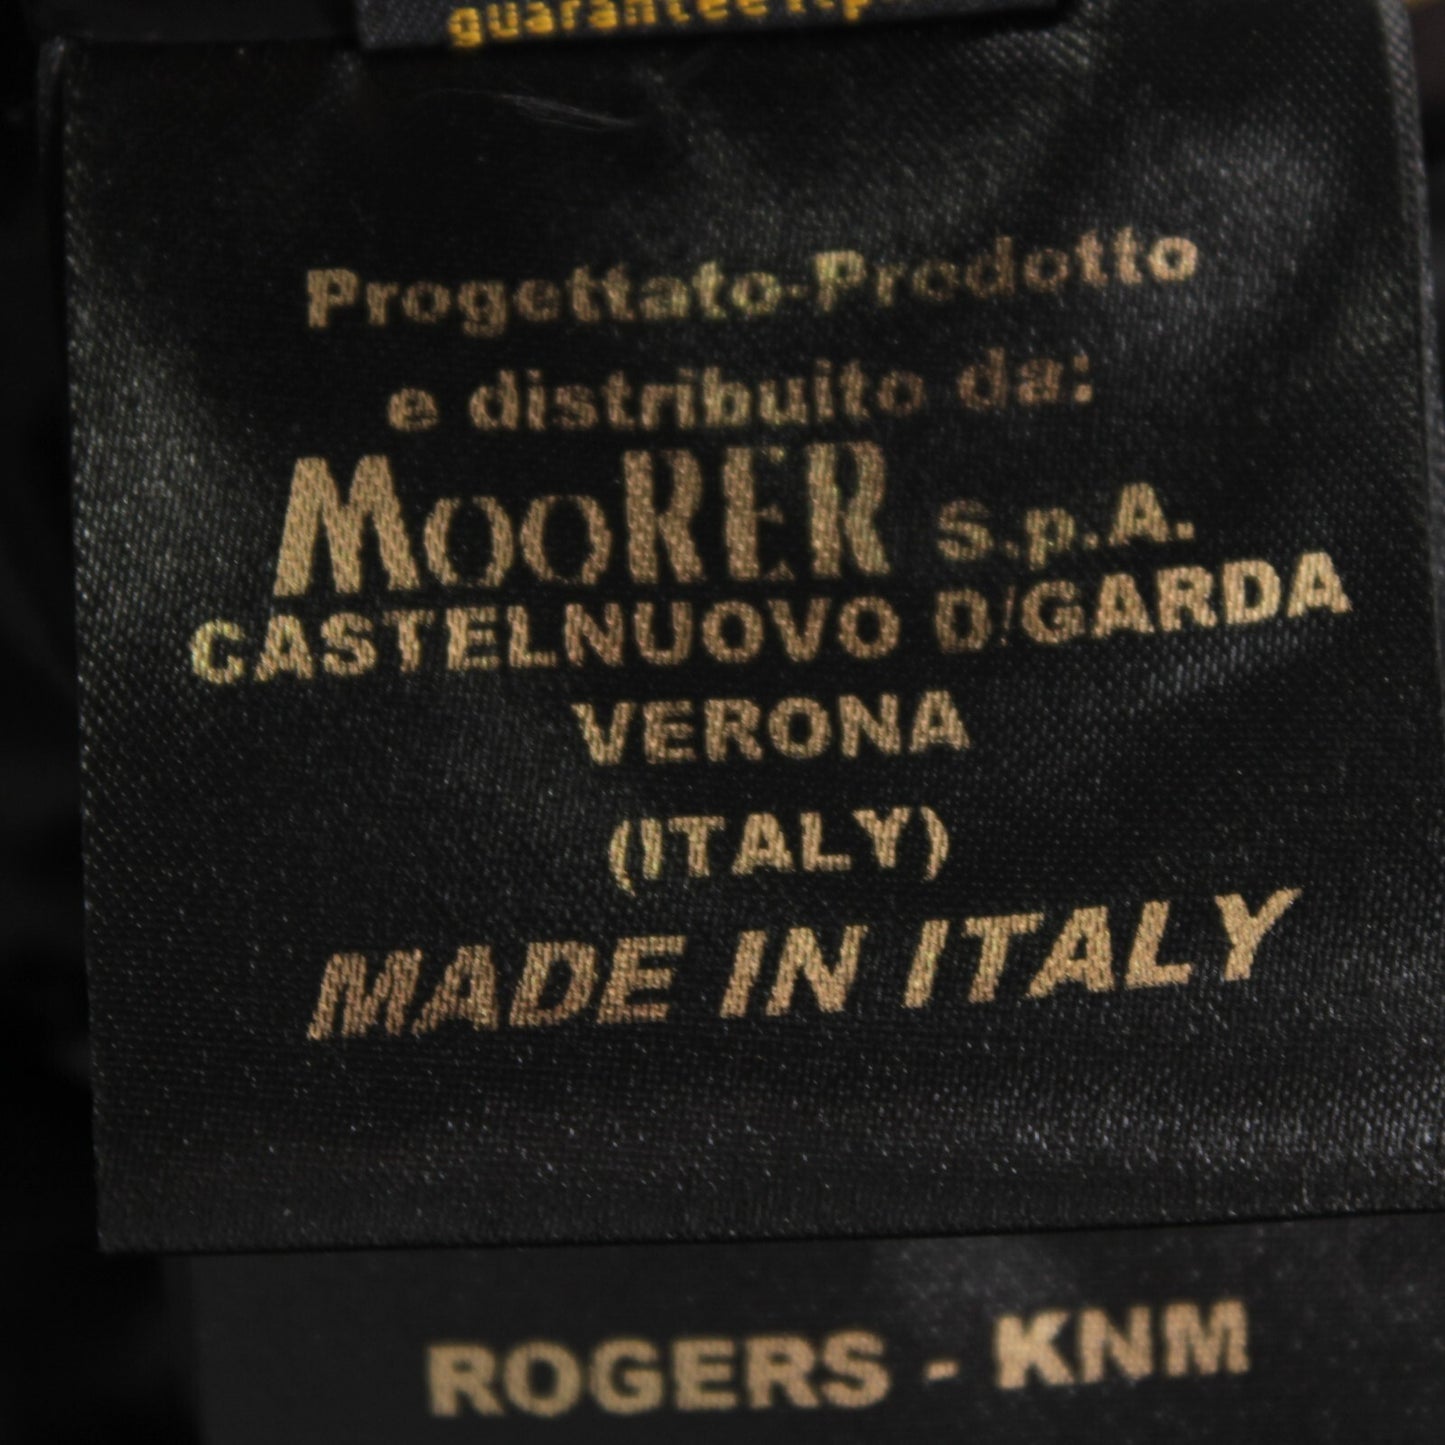 Progettato-Prodotto
e distribuito da:
MOORER S.p.A.
CASTELNUOVO D/GARDA
VERONA
(ITALY)
MADE IN ITALY
ROGERS - KNM